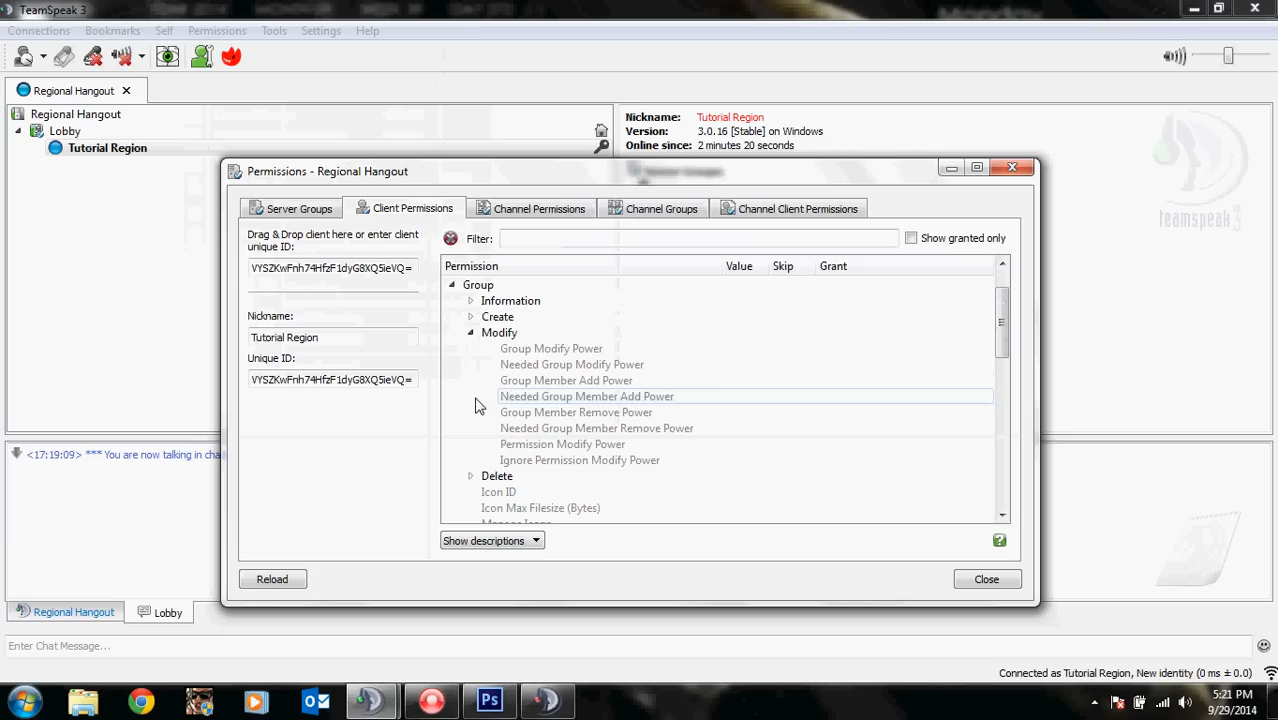 TeamSpeak 3
Connections Bookmarks Self Permissions Tools Settings Help
Regional Hangout
Regional Hangout
Lobby
Tutorial Region
Nickname: Tutorial Region
Version: 3.0.16 [Stable] on Windows
Online since: 2 minutes 20 seconds
Permissions - Regional Hangout
Server Groups Client Permissions Channel Permissions Channel Groups Channel Client Permissions
Drag & Drop client here or enter client
unique ID:
VYSZKwFnh74HfzF1dyG8XQ5ieVQ=
Nickname:
Tutorial Region
Unique ID:
VYSZKwFnh74HfzF1dyG8XQ5ieVQ=
Filter: Show granted only
Permission Value Skip Grant
Group
Information
Create
Modify
Group Modify Power
Needed Group Modify Power
Group Member Add Power
Needed Group Member Add Power
Group Member Remove Power
Needed Group Member Remove Power
Permission Modify Power
Ignore Permission Modify Power
Delete
Icon ID
Icon Max Filesize (Bytes)
Show descriptions
Reload Close
<17:19:09> *** You are now talking in cha
Regional Hangout Lobby
Enter Chat Message...
Connected as Tutorial Region, New identity (0 ms ± 0.0)
5:21 PM
9/29/2014
teamspeak 3